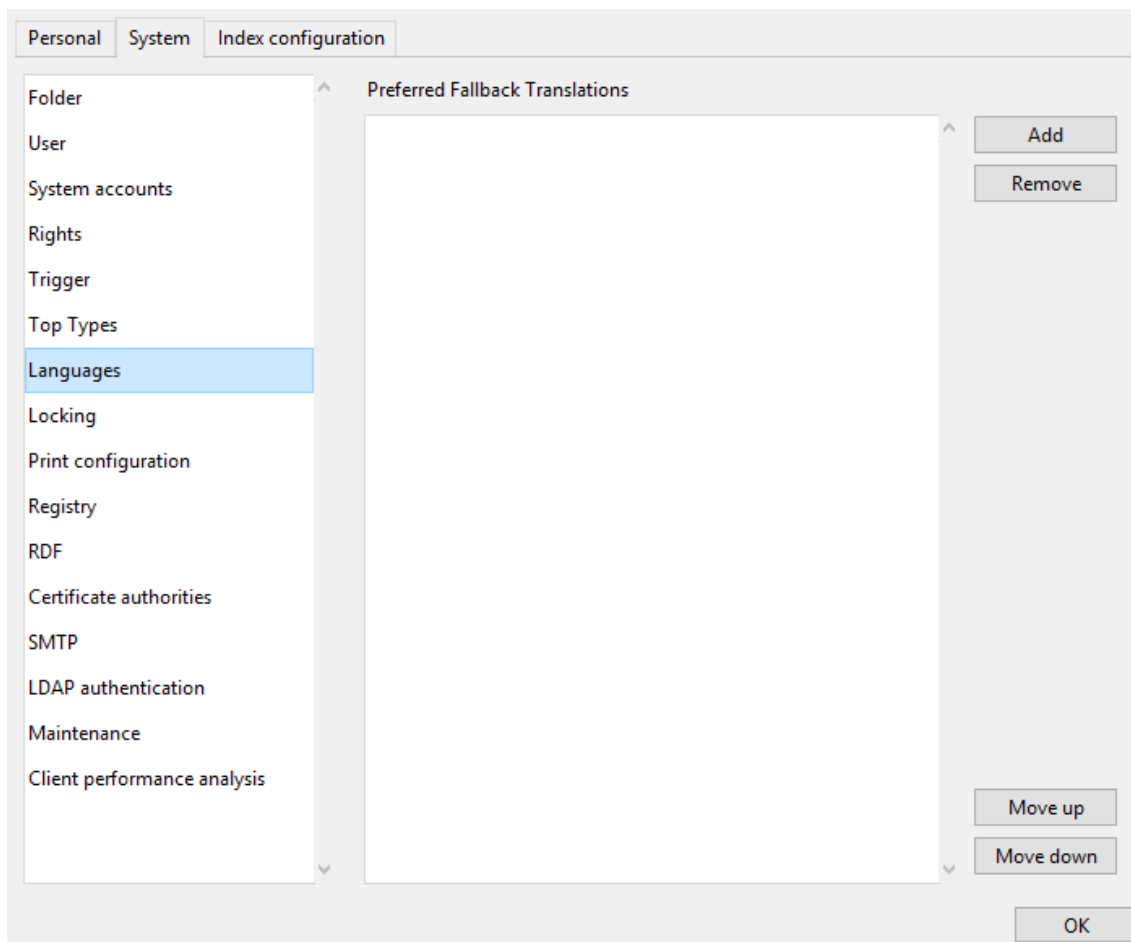 Personal System Index configuration
Folder
User
System accounts
Rights
Trigger
Top Types
Languages
Locking
Print configuration
Registry
RDF
Certificate authorities
SMTP
LDAP authentication
Maintenance
Client performance analysis
Preferred Fallback Translations
Add
Remove
Move up
Move down
OK